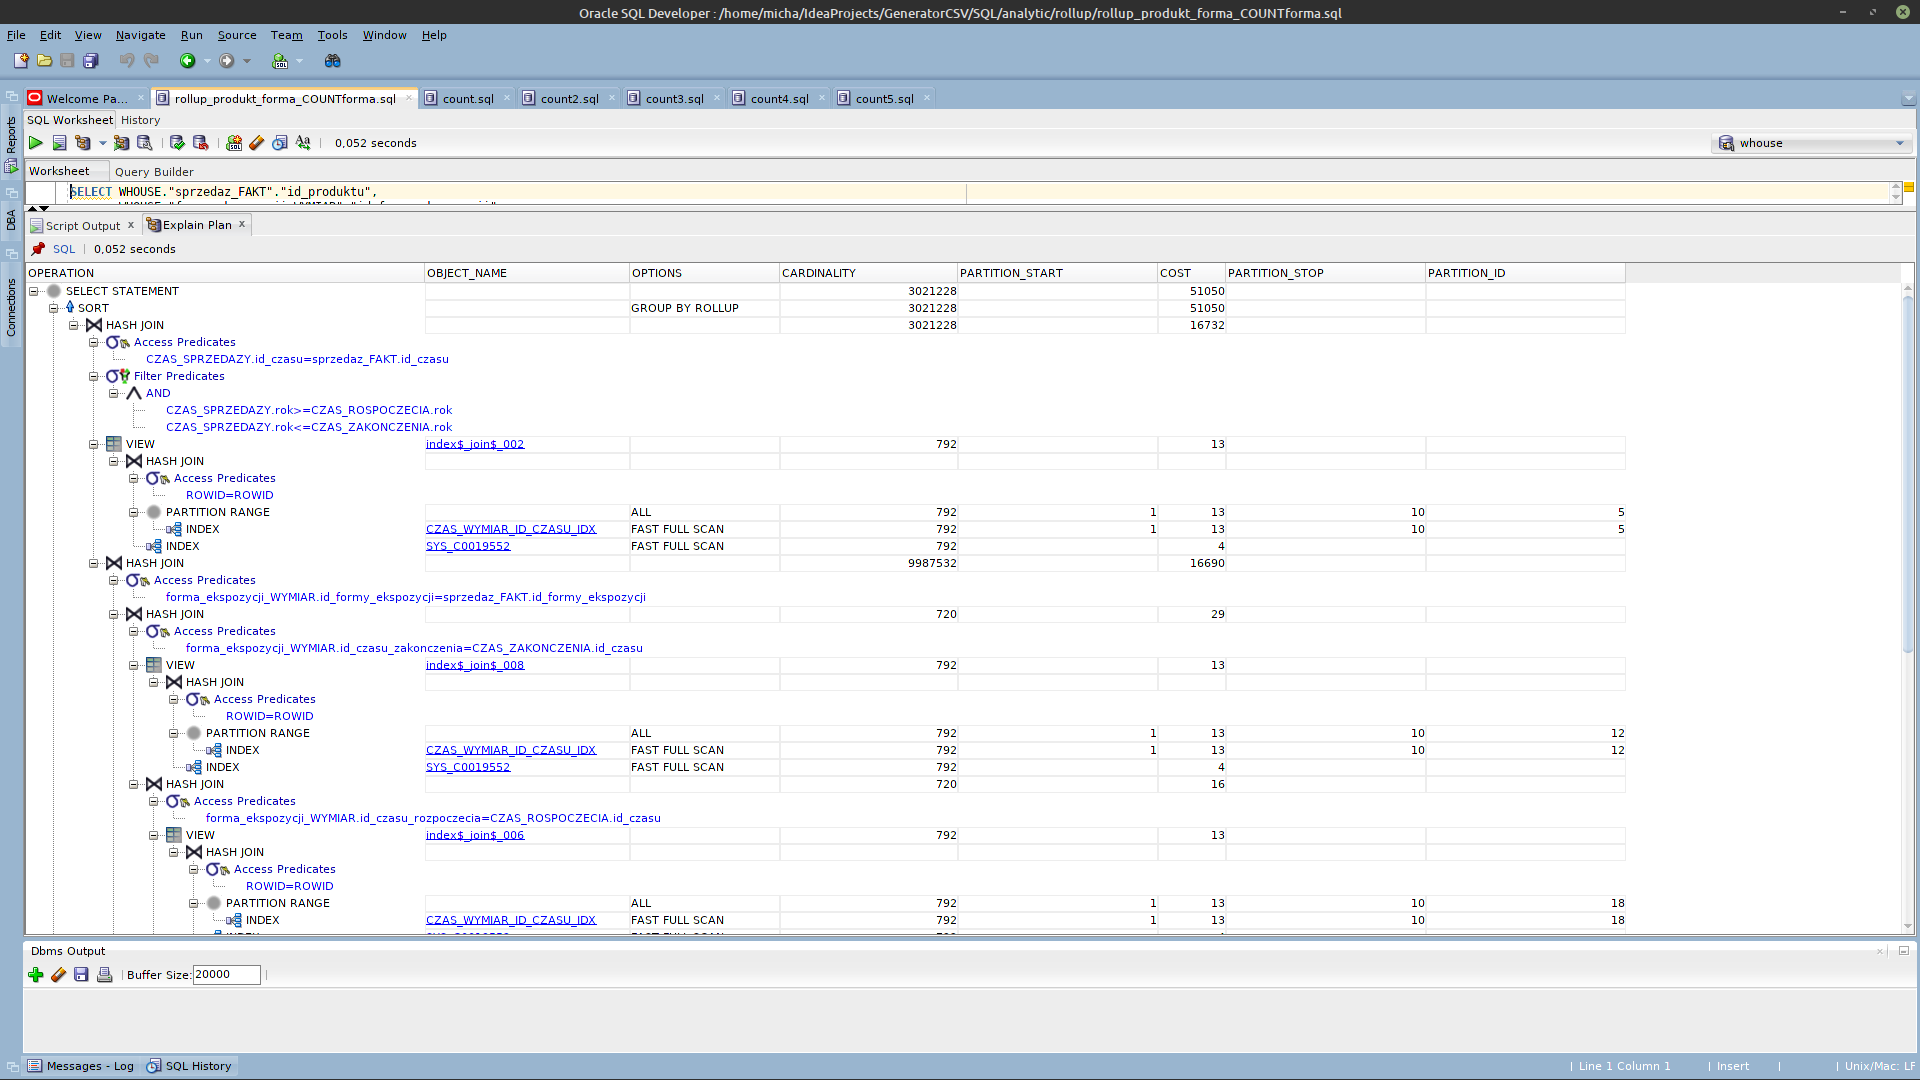 Oracle SQL Developer : /home/micha/IdeaProjects/GeneratorCSV/SQL/analytic/rollup/rollup_produkt_forma_COUNTforma.sql
File Edit View Navigate Run Source Team Tools Window Help
Welcome Pa... rollup_produkt_forma_COUNTforma.sql count.sql count2.sql count3.sql count4.sql count5.sql
Reports
DBA
Connections
SQL Worksheet History
0,052 seconds whouse
Worksheet Query Builder
SELECT WHOUSE."sprzedaz_FAKT"."id_produktu",
Script Output x Explain Plan x
SQL 0,052 seconds
OPERATION OBJECT_NAME OPTIONS CARDINALITY PARTITION_START COST PARTITION_STOP PARTITION_ID
SELECT STATEMENT 3021228 51050
SORT GROUP BY ROLLUP 3021228 51050
HASH JOIN 3021228 16732
Access Predicates
CZAS_SPRZEDAZY.id_czasu=sprzedaz_FAKT.id_czasu
Filter Predicates
AND
CZAS_SPRZEDAZY.rok>=CZAS_ROSPOCZECIA.rok
CZAS_SPRZEDAZY.rok<=CZAS_ZAKONCZENIA.rok
VIEW index$_join$_002 792 13
HASH JOIN
Access Predicates
ROWID=ROWID
PARTITION RANGE ALL 792 1 13 10 5
INDEX CZAS_WYMIAR_ID_CZASU_IDX FAST FULL SCAN 792 1 13 10 5
INDEX SYS_C0019552 FAST FULL SCAN 792 4
HASH JOIN 9987532 16690
Access Predicates
forma_ekspozycji_WYMIAR.id_formy_ekspozycji=sprzedaz_FAKT.id_formy_ekspozycji
HASH JOIN 720 29
Access Predicates
forma_ekspozycji_WYMIAR.id_czasu_zakonczenia=CZAS_ZAKONCZENIA.id_czasu
VIEW index$_join$_008 792 13
HASH JOIN
Access Predicates
ROWID=ROWID
PARTITION RANGE ALL 792 1 13 10 12
INDEX CZAS_WYMIAR_ID_CZASU_IDX FAST FULL SCAN 792 1 13 10 12
INDEX SYS_C0019552 FAST FULL SCAN 792 4
HASH JOIN 720 16
Access Predicates
forma_ekspozycji_WYMIAR.id_czasu_rozpoczecia=CZAS_ROSPOCZECIA.id_czasu
VIEW index$_join$_006 792 13
HASH JOIN
Access Predicates
ROWID=ROWID
PARTITION RANGE ALL 792 1 13 10 18
INDEX CZAS_WYMIAR_ID_CZASU_IDX FAST FULL SCAN 792 1 13 10 18
Dbms Output
Buffer Size: 20000
Messages - Log SQL History Line 1 Column 1 Insert Unix/Mac: LF